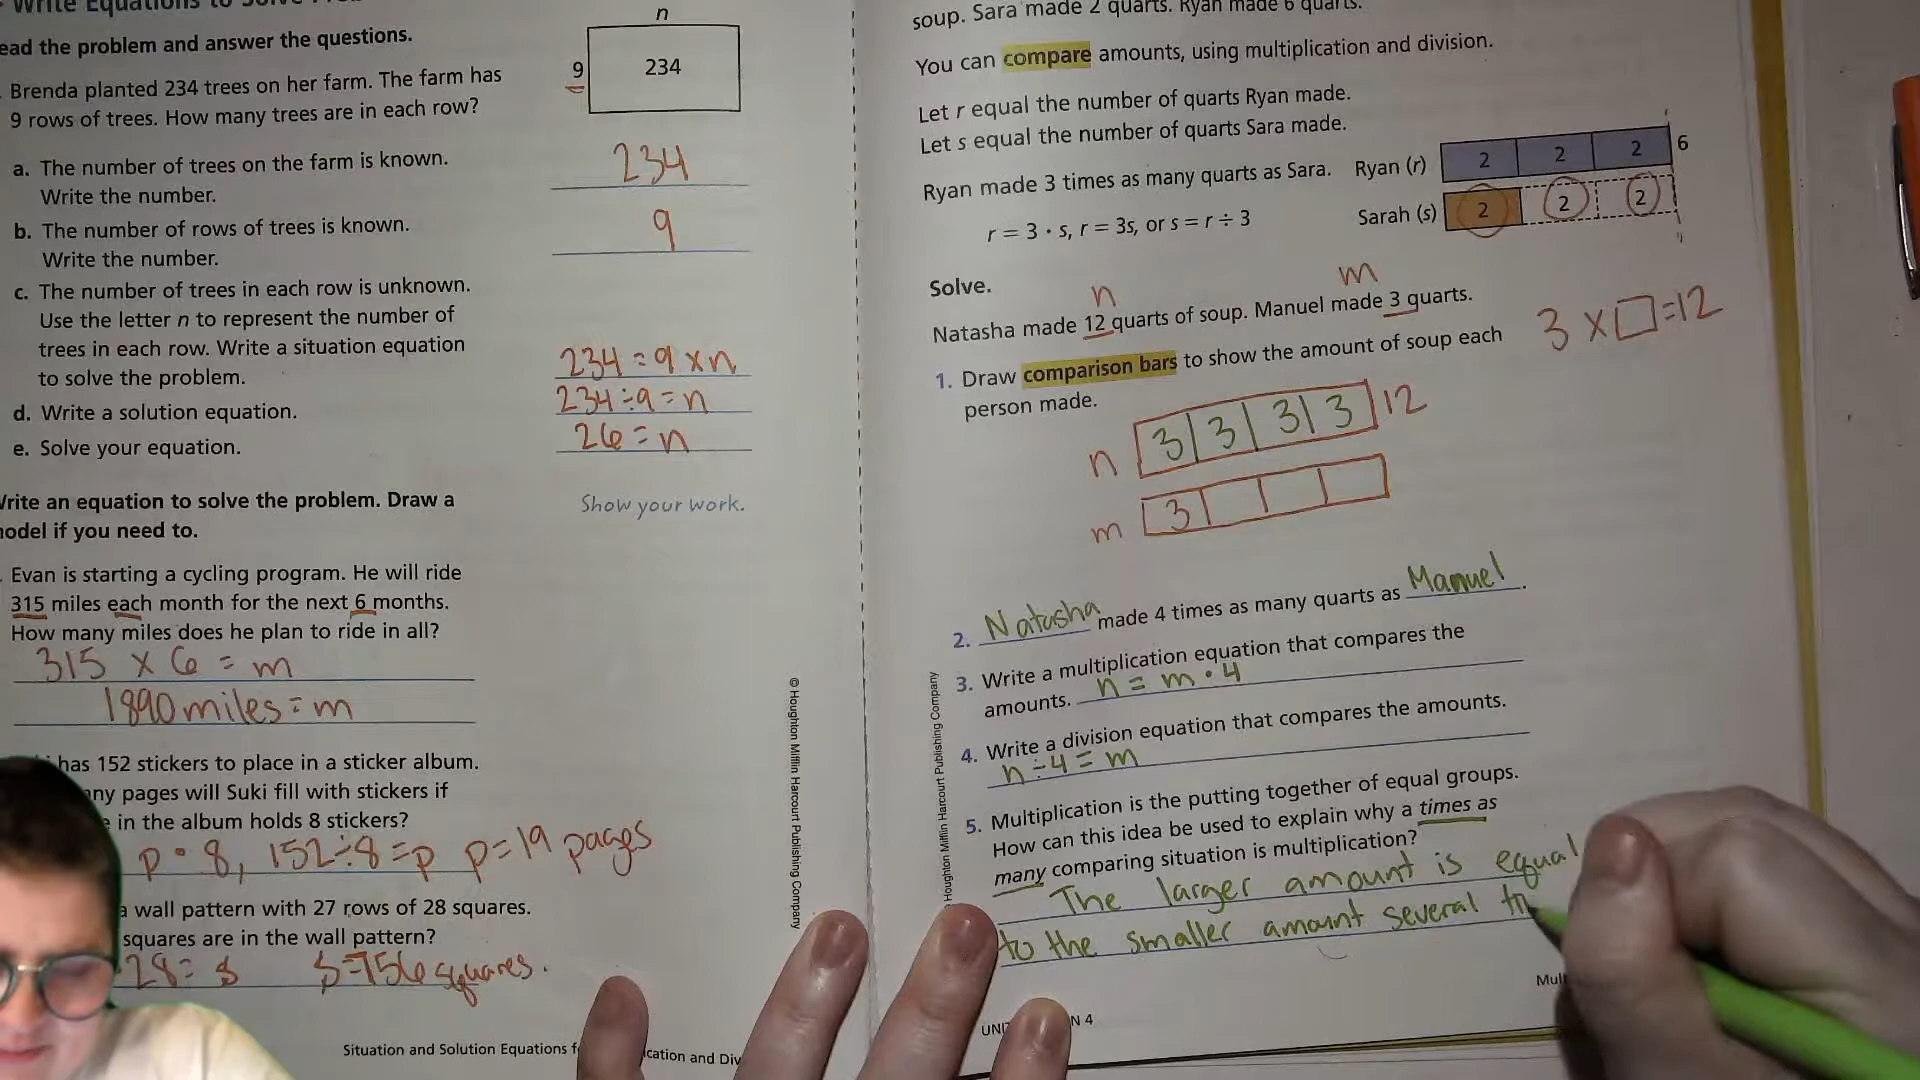 Write Equations to Solve
ead the problem and answer the questions.
Brenda planted 234 trees on her farm. The farm has
9 rows of trees. How many trees are in each row?
n
9
234
a. The number of trees on the farm is known.
Write the number.
234
b. The number of rows of trees is known.
Write the number.
9
c. The number of trees in each row is unknown.
Use the letter n to represent the number of
trees in each row. Write a situation equation
to solve the problem.
234 = 9 x n
d. Write a solution equation.
234 ÷ 9 = n
e. Solve your equation.
26 = n
Write an equation to solve the problem. Draw a
model if you need to.
Show your work.
Evan is starting a cycling program. He will ride
315 miles each month for the next 6 months.
How many miles does he plan to ride in all?
315 x 6 = m
1890 miles = m
has 152 stickers to place in a sticker album.
ny pages will Suki fill with stickers if
in the album holds 8 stickers?
p • 8, 152 ÷ 8 = p p = 19 pages
a wall pattern with 27 rows of 28 squares.
squares are in the wall pattern?
28 = s s = 756 squares.
© Houghton Mifflin Harcourt Publishing Company
Situation and Solution Equations f
ication and Div
soup. Sara made 2 quarts. Ryan made 6 quarts.
You can compare amounts, using multiplication and division.
Let r equal the number of quarts Ryan made.
Let s equal the number of quarts Sara made.
Ryan made 3 times as many quarts as Sara.
r = 3 • s, r = 3s, or s = r ÷ 3
Ryan (r) 2 2 2 6
Sarah (s) 2 2 2
Solve.
n m
Natasha made 12 quarts of soup. Manuel made 3 quarts.
3 x □ = 12
1. Draw comparison bars to show the amount of soup each
person made.
n 3 3 3 3 12
m 3
2. Natasha made 4 times as many quarts as Manuel.
3. Write a multiplication equation that compares the
amounts. n = m • 4
4. Write a division equation that compares the amounts.
n ÷ 4 = m
5. Multiplication is the putting together of equal groups.
How can this idea be used to explain why a times as
many comparing situation is multiplication?
The larger amount is equal
to the smaller amount several
Houghton Mifflin Harcourt Publishing Company
UNI
N 4
Mul